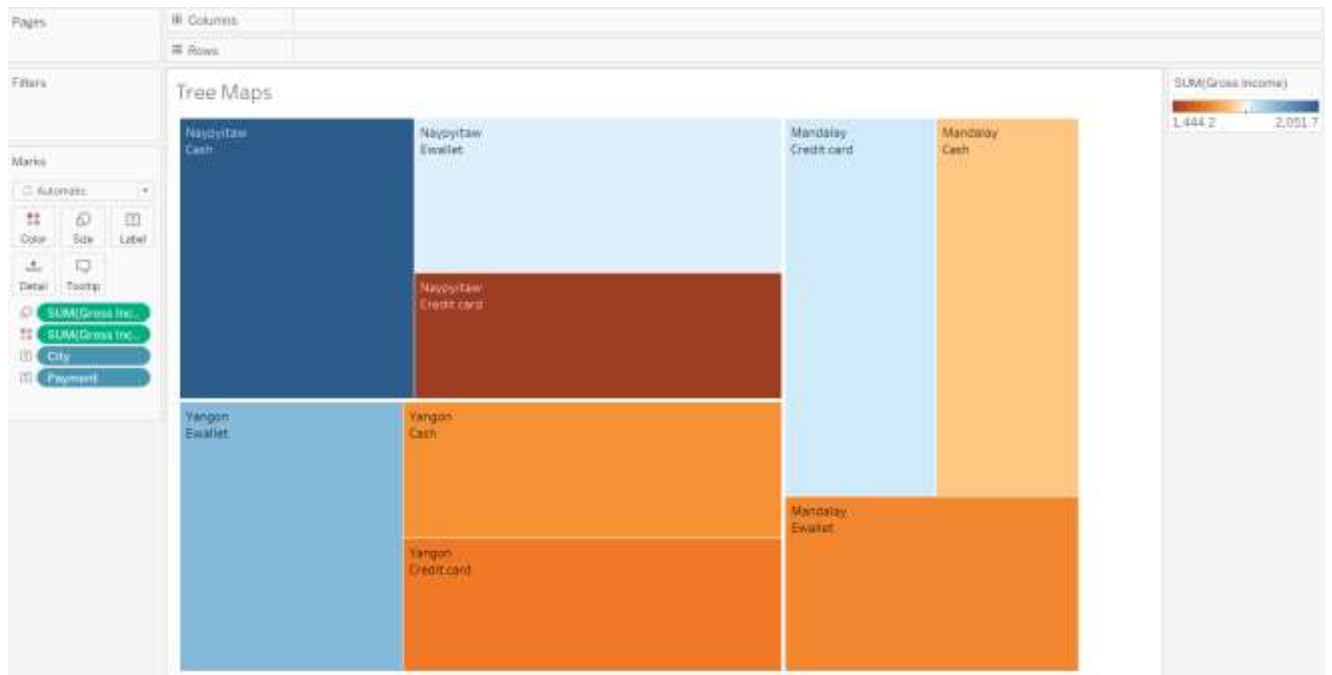 Pages
Columns
Rows
Filters
Tree Maps
SUM(Gross Income)
1,444.2 2,051.7
Marks
Automatic
Color Size Label
Detail Tooltip
SUM(Gross Inc..
SUM(Gross Inc..
City
Payment
Naypyitaw
Cash
Naypyitaw
Ewallet
Naypyitaw
Credit card
Mandalay
Credit card
Mandalay
Cash
Yangon
Ewallet
Yangon
Cash
Yangon
Credit card
Mandalay
Ewallet